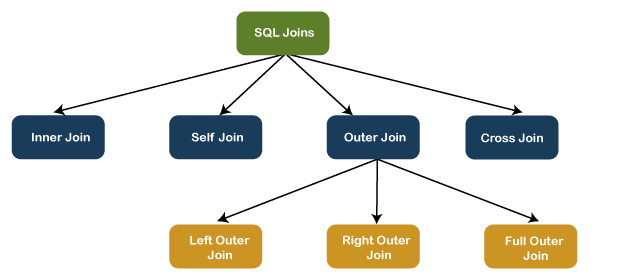 SQL Joins
Inner Join
Self Join
Outer Join
Cross Join
Left Outer
Join
Right Outer
Join
Full Outer
Join